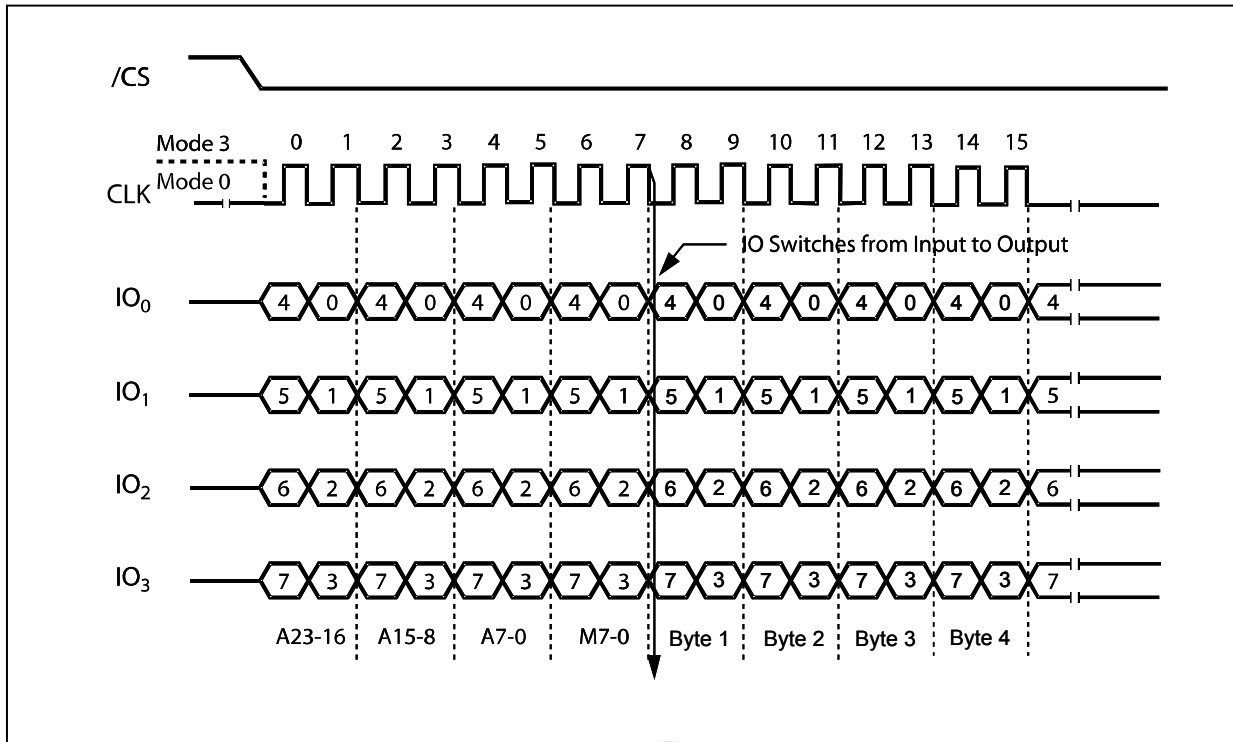 /CS
Mode 3
0 1 2 3 4 5 6 7 8 9 10 11 12 13 14 15
Mode 0
CLK
IO Switches from Input to Output
IO0 4 0 4 0 4 0 4 0 4 0 4 0 4 0 4 0 4
IO1 5 1 5 1 5 1 5 1 5 1 5 1 5 1 5 1 5
IO2 6 2 6 2 6 2 6 2 6 2 6 2 6 2 6 2 6
IO3 7 3 7 3 7 3 7 3 7 3 7 3 7 3 7 3 7
A23-16 A15-8 A7-0 M7-0 Byte 1 Byte 2 Byte 3 Byte 4